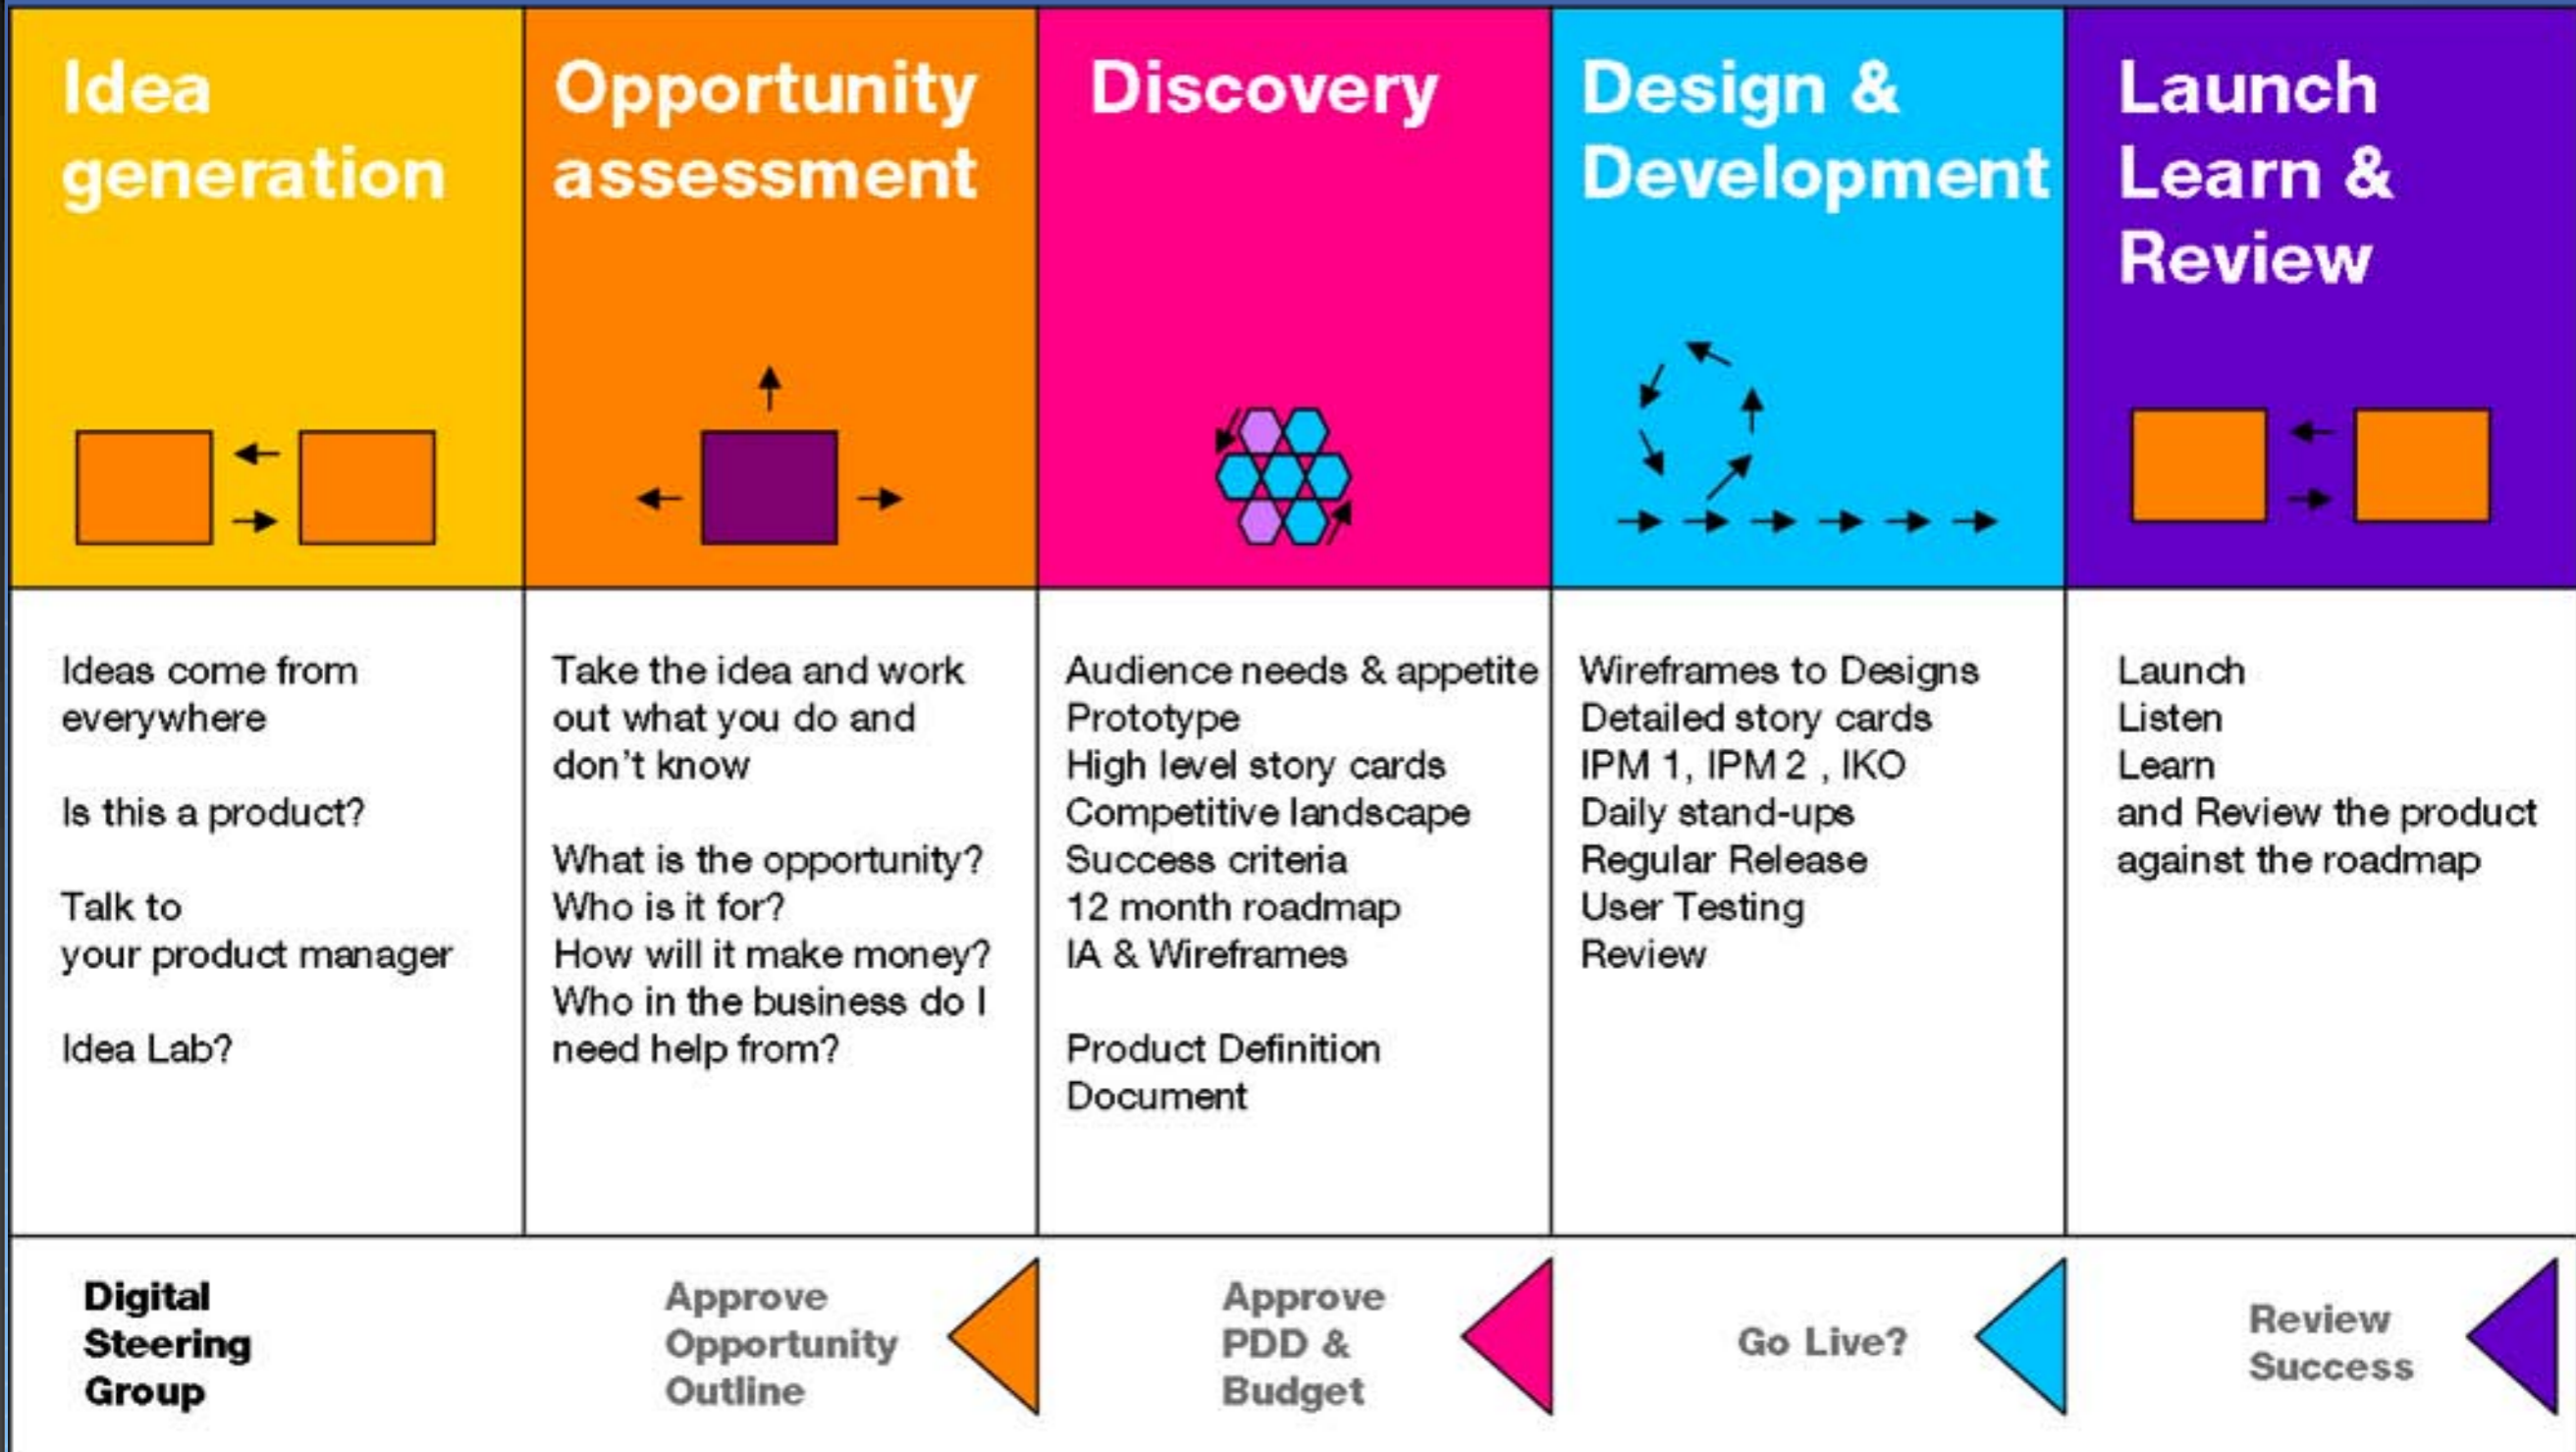 Idea
generation
Opportunity
assessment
Discovery
Design &
Development
Launch
Learn &
Review
Ideas come from
everywhere
Is this a product?
Talk to
your product manager
Idea Lab?
Take the idea and work
out what you do and
don't know
What is the opportunity?
Who is it for?
How will it make money?
Who in the business do I
need help from?
Audience needs & appetite
Prototype
High level story cards
Competitive landscape
Success criteria
12 month roadmap
IA & Wireframes
Product Definition
Document
Wireframes to Designs
Detailed story cards
IPM 1, IPM 2 , IKO
Daily stand-ups
Regular Release
User Testing
Review
Launch
Listen
Learn
and Review the product
against the roadmap
Digital
Steering
Group
Approve
Opportunity
Outline
Approve
PDD &
Budget
Go Live?
Review
Success